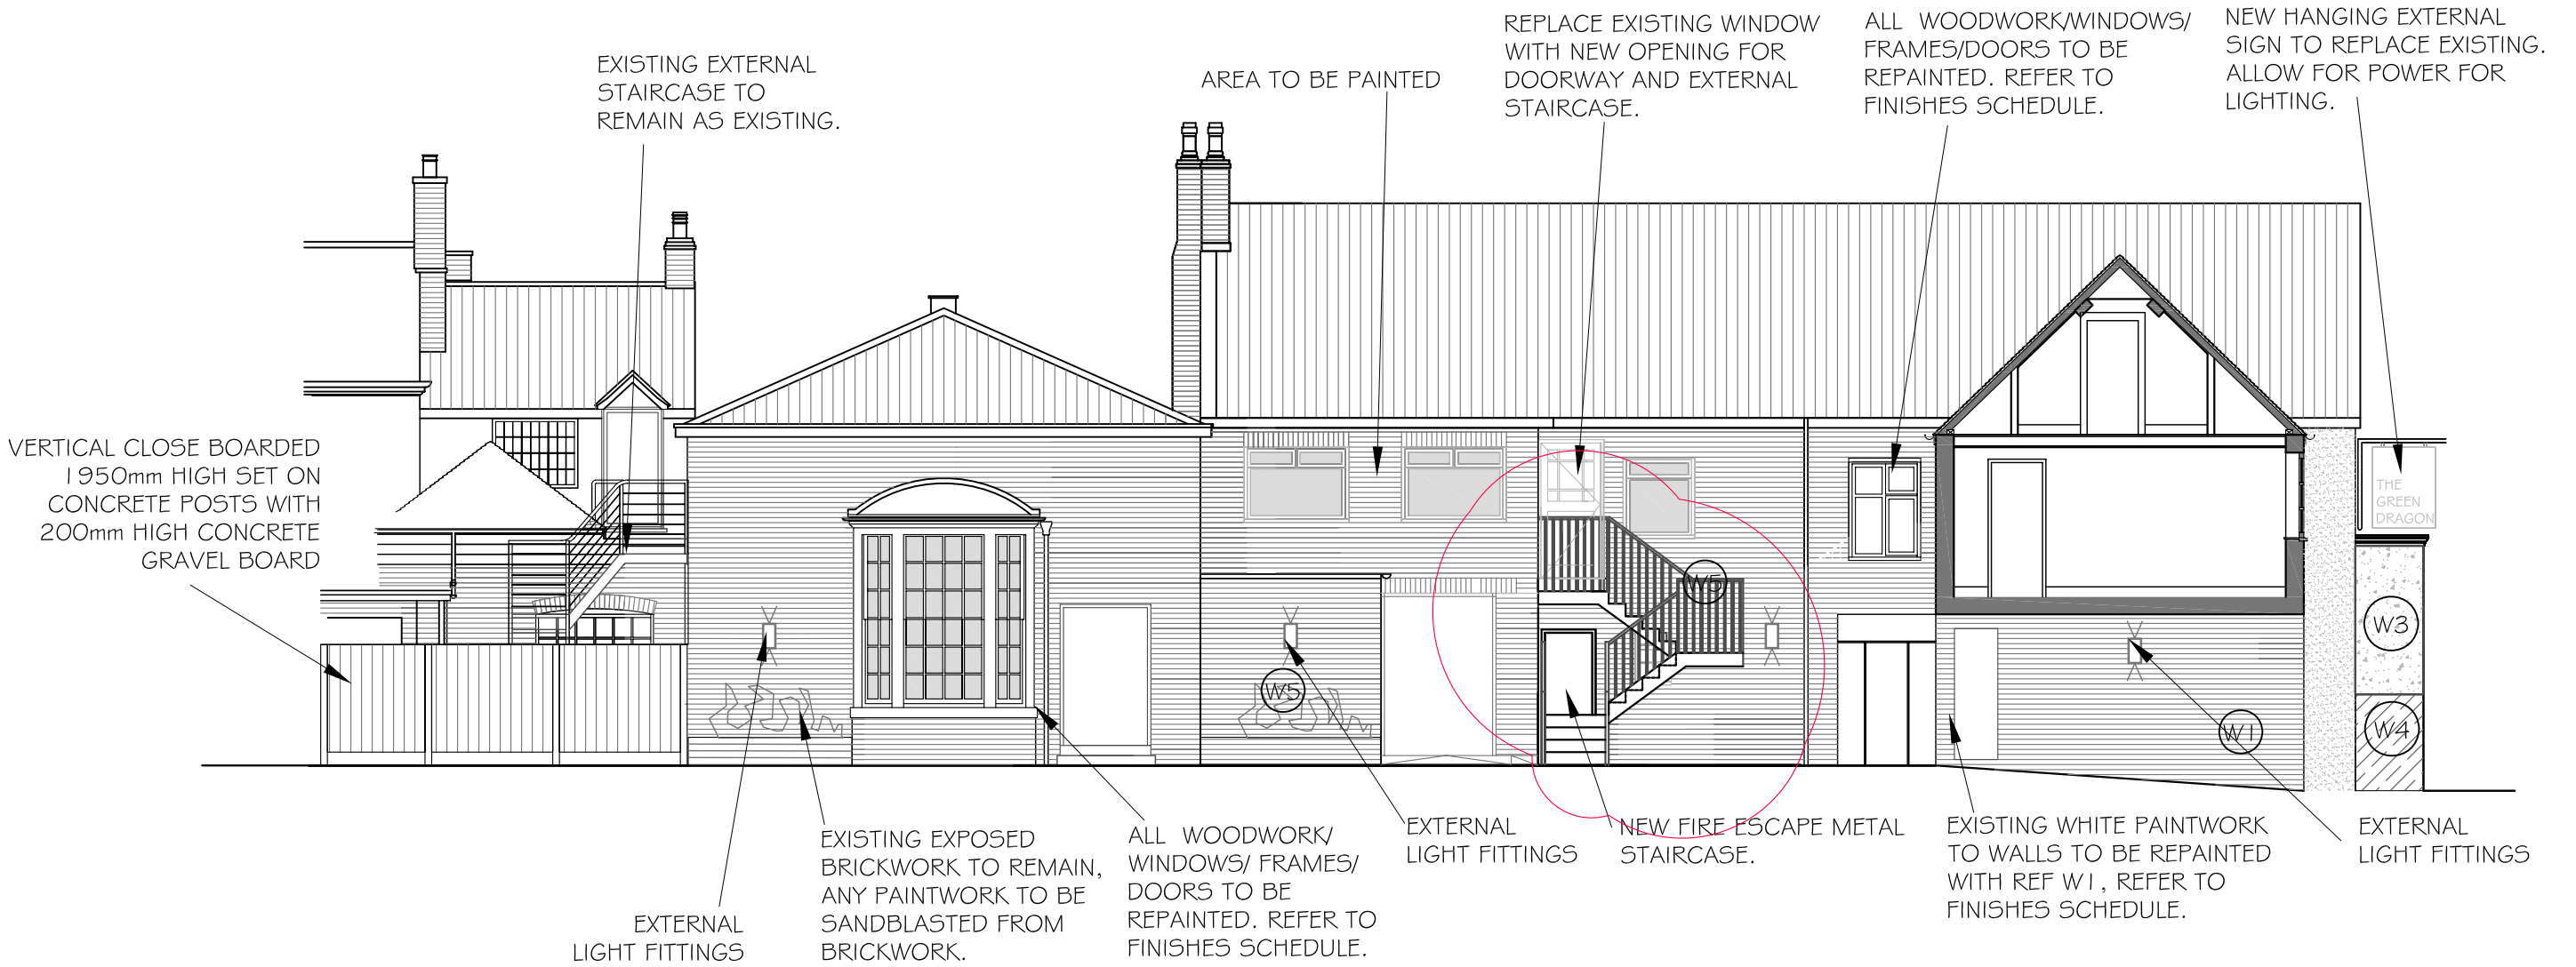 REPLACE EXISTING WINDOW
WITH NEW OPENING FOR
DOORWAY AND EXTERNAL
STAIRCASE.
ALL WOODWORK/WINDOWS/
FRAMES/DOORS TO BE
REPAINTED. REFER TO
FINISHES SCHEDULE.
NEW HANGING EXTERNAL
SIGN TO REPLACE EXISTING.
ALLOW FOR POWER FOR
LIGHTING.
EXISTING EXTERNAL
STAIRCASE TO
REMAIN AS EXISTING.
AREA TO BE PAINTED
VERTICAL CLOSE BOARDED
1950mm HIGH SET ON
CONCRETE POSTS WITH
200mm HIGH CONCRETE
GRAVEL BOARD
THE
GREEN
DRAGON
W5
W3
W5
W1
W4
EXTERNAL
LIGHT FITTINGS
EXISTING EXPOSED
BRICKWORK TO REMAIN,
ANY PAINTWORK TO BE
SANDBLASTED FROM
BRICKWORK.
ALL WOODWORK/
WINDOWS/ FRAMES/
DOORS TO BE
REPAINTED. REFER TO
FINISHES SCHEDULE.
EXTERNAL
LIGHT FITTINGS
NEW FIRE ESCAPE METAL
STAIRCASE.
EXISTING WHITE PAINTWORK
TO WALLS TO BE REPAINTED
WITH REF W1, REFER TO
FINISHES SCHEDULE.
EXTERNAL
LIGHT FITTINGS